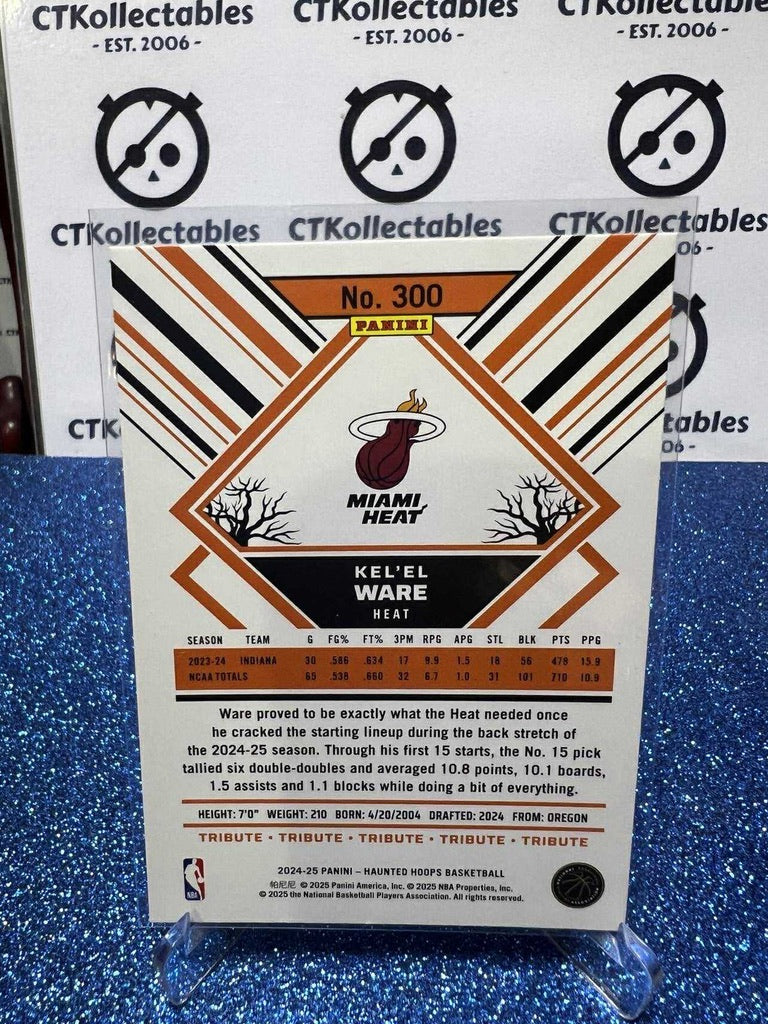 CTKollectables CTKollectables CTKollectables
- EST. 2006 - - EST. 2006 - - EST. 2006 -
CTKollectables CTKollectables CTKollectables
No. 300
PANINI
MIAMI
HEAT
KEL'EL
WARE
HEAT
SEASON TEAM G FG% FT% 3PM RPG APG STL BLK PTS PPG
2023-24 INDIANA 30 .586 .634 17 9.9 1.5 18 56 478 15.9
NCAA TOTALS 65 .538 .660 32 6.7 1.0 31 101 710 10.9
Ware proved to be exactly what the Heat needed once
he cracked the starting lineup during the back stretch of
the 2024-25 season. Through his first 15 starts, the No. 15 pick
tallied six double-doubles and averaged 10.8 points, 10.1 boards,
1.5 assists and 1.1 blocks while doing a bit of everything.
HEIGHT: 7'0" WEIGHT: 210 BORN: 4/20/2004 DRAFTED: 2024 FROM: OREGON
TRIBUTE • TRIBUTE • TRIBUTE • TRIBUTE • TRIBUTE
NBA
2024-25 PANINI – HAUNTED HOOPS BASKETBALL
帕尼尼 © 2025 Panini America, Inc. © 2025 NBA Properties, Inc.
© 2025 the National Basketball Players Association. All rights reserved.